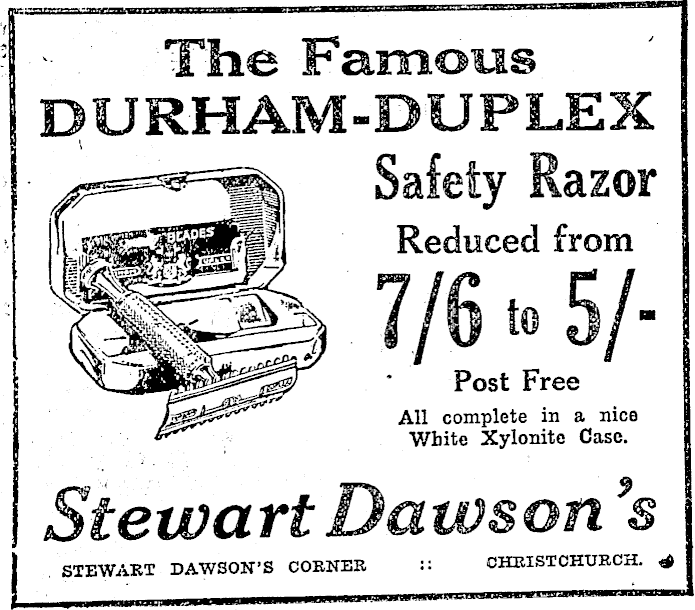 The Famous
DURHAM-DUPLEX
Safety Razor
Reduced from
7/6 to 5/-
Post Free
All complete in a nice
White Xylonite Case.
BLADES
Stewart Dawson's
STEWART DAWSON'S CORNER :: CHRISTCHURCH.